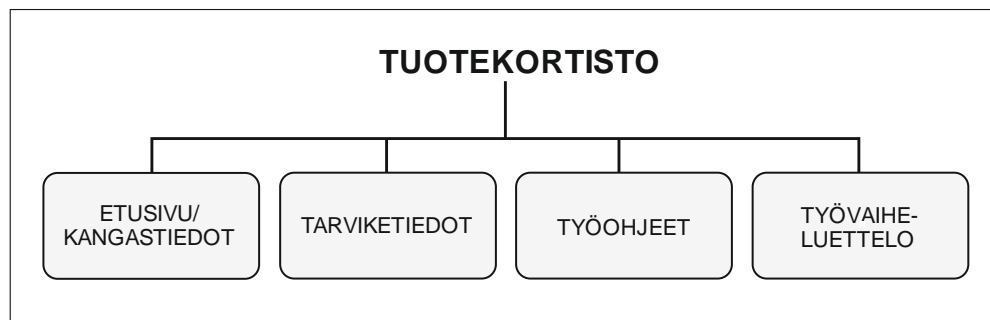 TUOTEKORTISTO
ETUSIVU/
KANGASTIEDOT
TARVIKETIEDOT
TYÖOHJEET
TYÖVAIHE-
LUETTELO